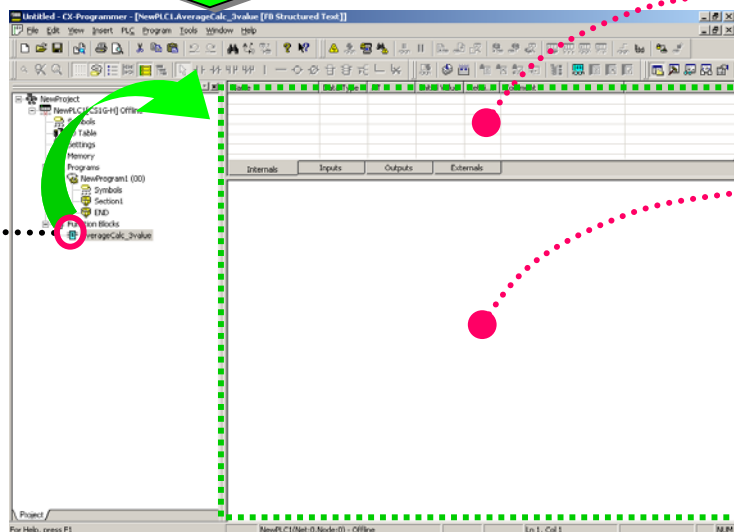 Untitled - CX-Programmer - [NewPLC1.AverageCalc_3value [FB Structured Text]]
File Edit View Insert PLC Program Tools Window Help
NewProject
NewPLC1[CS1G-H] Offline
Symbols
Table
Settings
Memory
Programs
NewProgram1 (00)
Symbols
Section1
END
Function Blocks
AverageCalc_3value
Internals Inputs Outputs Externals
Project
For Help, press F1 NewPLC1(Net:0,Node:0) - Offline Ln 1, Col 1 NUM